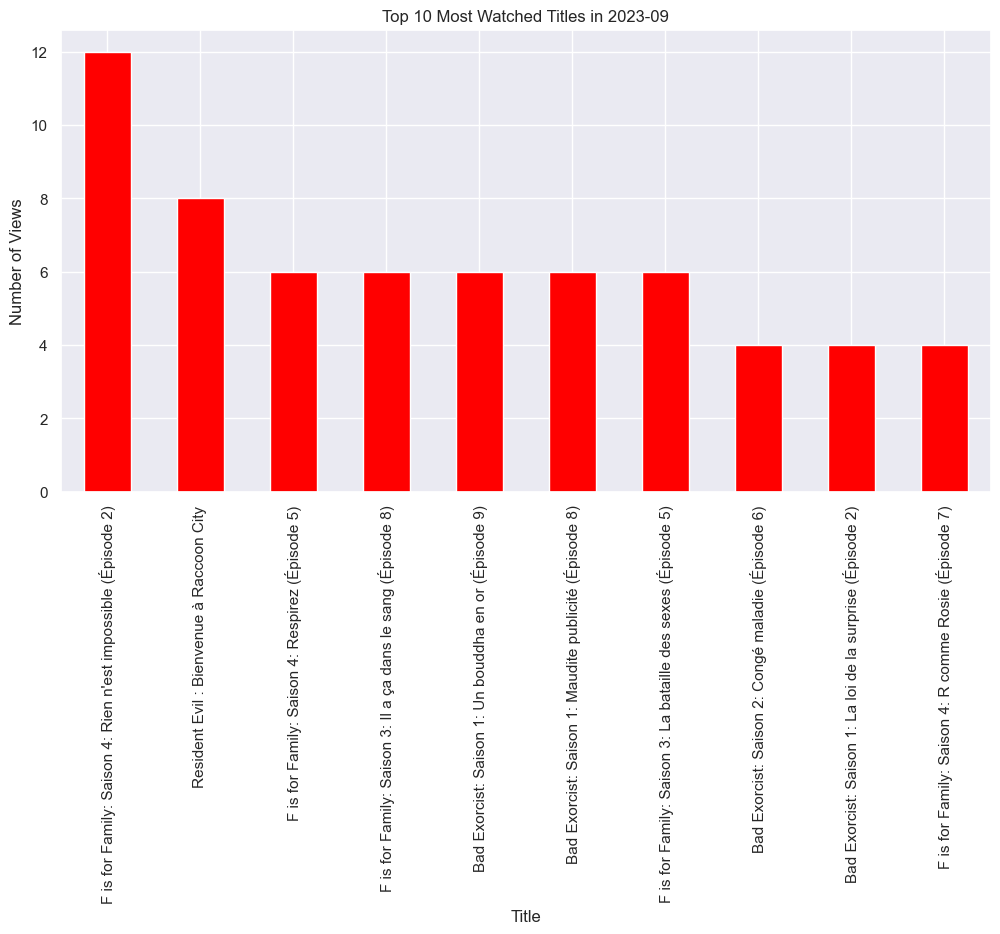 Top 10 Most Watched Titles in 2023-09
Number of Views
12
10
8
6
4
2
0
F is for Family: Saison 4: Rien n'est impossible (Épisode 2)
Resident Evil : Bienvenue à Raccoon City
F is for Family: Saison 4: Respirez (Épisode 5)
F is for Family: Saison 3: Il a ça dans le sang (Épisode 8)
Bad Exorcist: Saison 1: Un bouddha en or (Épisode 9)
Bad Exorcist: Saison 1: Maudite publicité (Épisode 8)
F is for Family: Saison 3: La bataille des sexes (Épisode 5)
Bad Exorcist: Saison 2: Congé maladie (Épisode 6)
Bad Exorcist: Saison 1: La loi de la surprise (Épisode 2)
F is for Family: Saison 4: R comme Rosie (Épisode 7)
Title